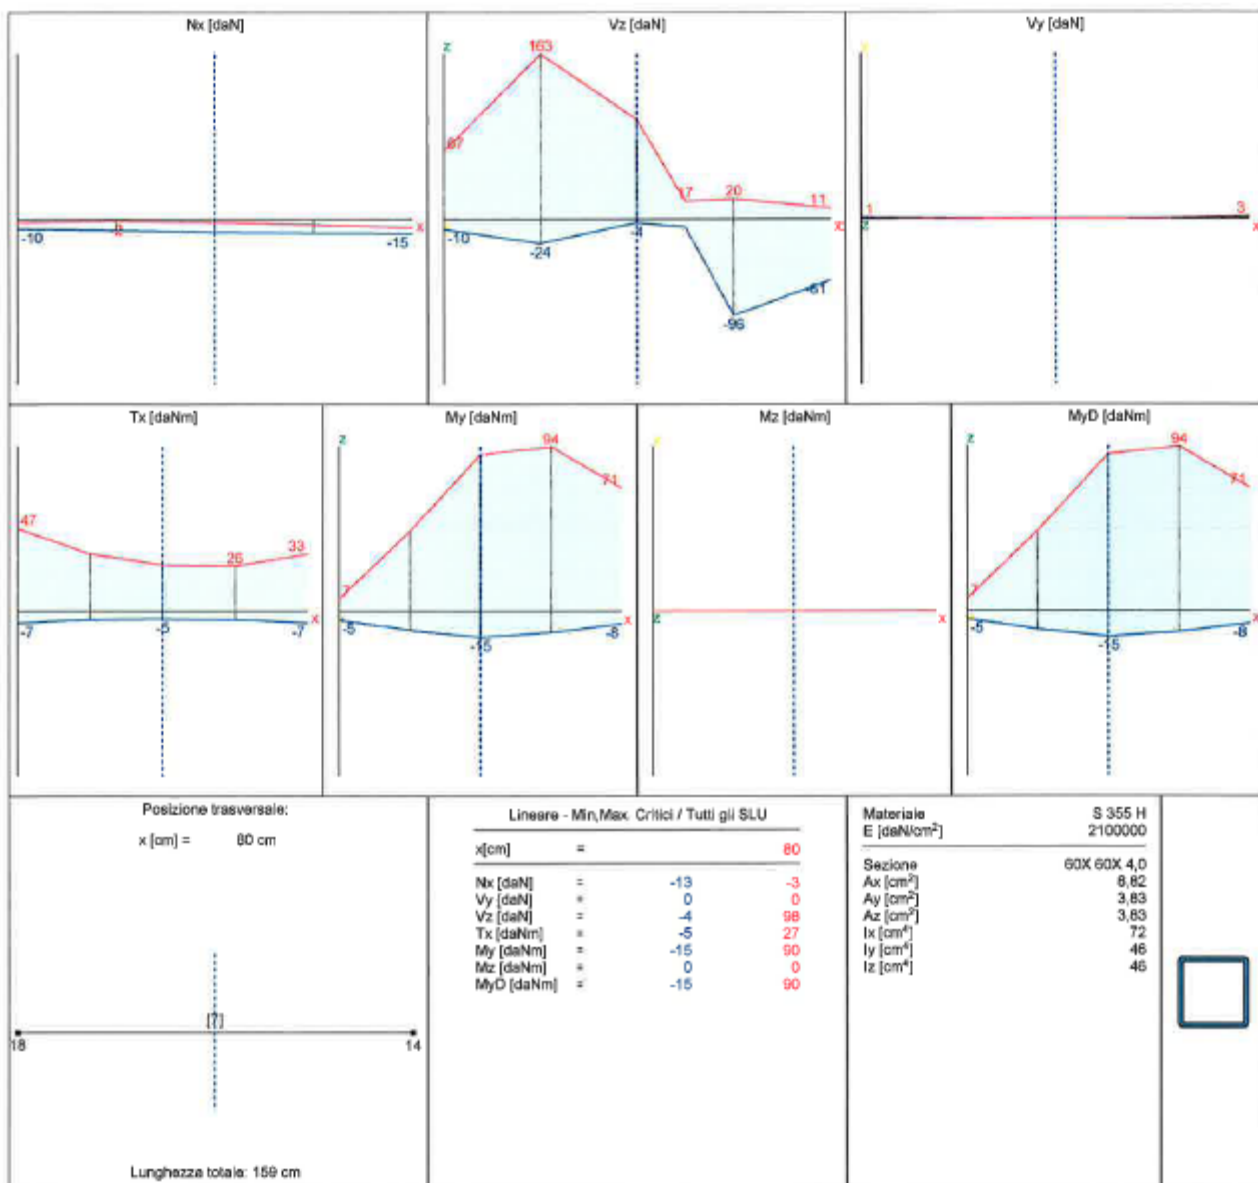 Nx [daN]
-10
2
x
-15
Vz [daN]
z
163
67
17
20
11
-10
-24
-4
x
-61
-96
Vy [daN]
1
3
z
x
Tx [daNm]
47
26
33
-7
-5
-7
x
My [daNm]
z
94
71
7
-5
-15
-8
x
Mz [daNm]
z
x
MyD [daNm]
z
94
71
7
-5
-15
-8
x
Posizione trasversale:
x [cm] = 80 cm
[7]
18 14
Lunghezza totale: 159 cm
Lineare - Min,Max. Critici / Tutti gli SLU
x[cm] = 80
Nx [daN] = -13 -3
Vy [daN] = 0 0
Vz [daN] = -4 98
Tx [daNm] = -5 27
My [daNm] = -15 90
Mz [daNm] = 0 0
MyD [daNm] = -15 90
Materiale S 355 H
E [daN/cm²] 2100000
Sezione 60X 60X 4,0
Ax [cm²] 8,82
Ay [cm²] 3,83
Az [cm²] 3,83
Ix [cm⁴] 72
Iy [cm⁴] 46
Iz [cm⁴] 46